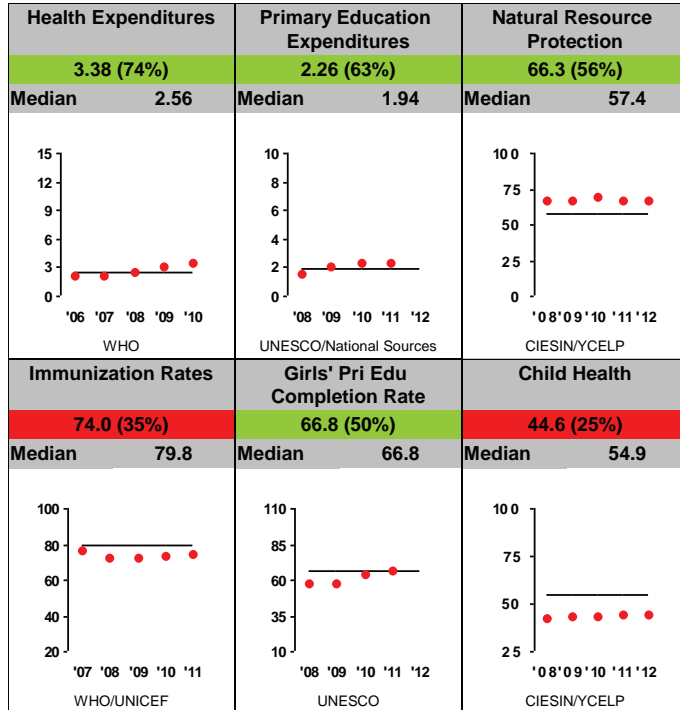 Health Expenditures
3.38 (74%)
Median 2.56
15
12
9
6
3
0
'06 '07 '08 '09 '10
WHO
Primary Education
Expenditures
2.26 (63%)
Median 1.94
10
8
6
4
2
0
'08 '09 '10 '11 '12
UNESCO/National Sources
Natural Resource
Protection
66.3 (56%)
Median 57.4
100
75
50
25
0
'08 '09 '10 '11 '12
CIESIN/YCELP
Immunization Rates
74.0 (35%)
Median 79.8
100
80
60
40
20
'07 '08 '09 '10 '11
WHO/UNICEF
Girls' Pri Edu
Completion Rate
66.8 (50%)
Median 66.8
110
85
60
35
10
'08 '09 '10 '11 '12
UNESCO
Child Health
44.6 (25%)
Median 54.9
100
75
50
25
'08 '09 '10 '11 '12
CIESIN/YCELP